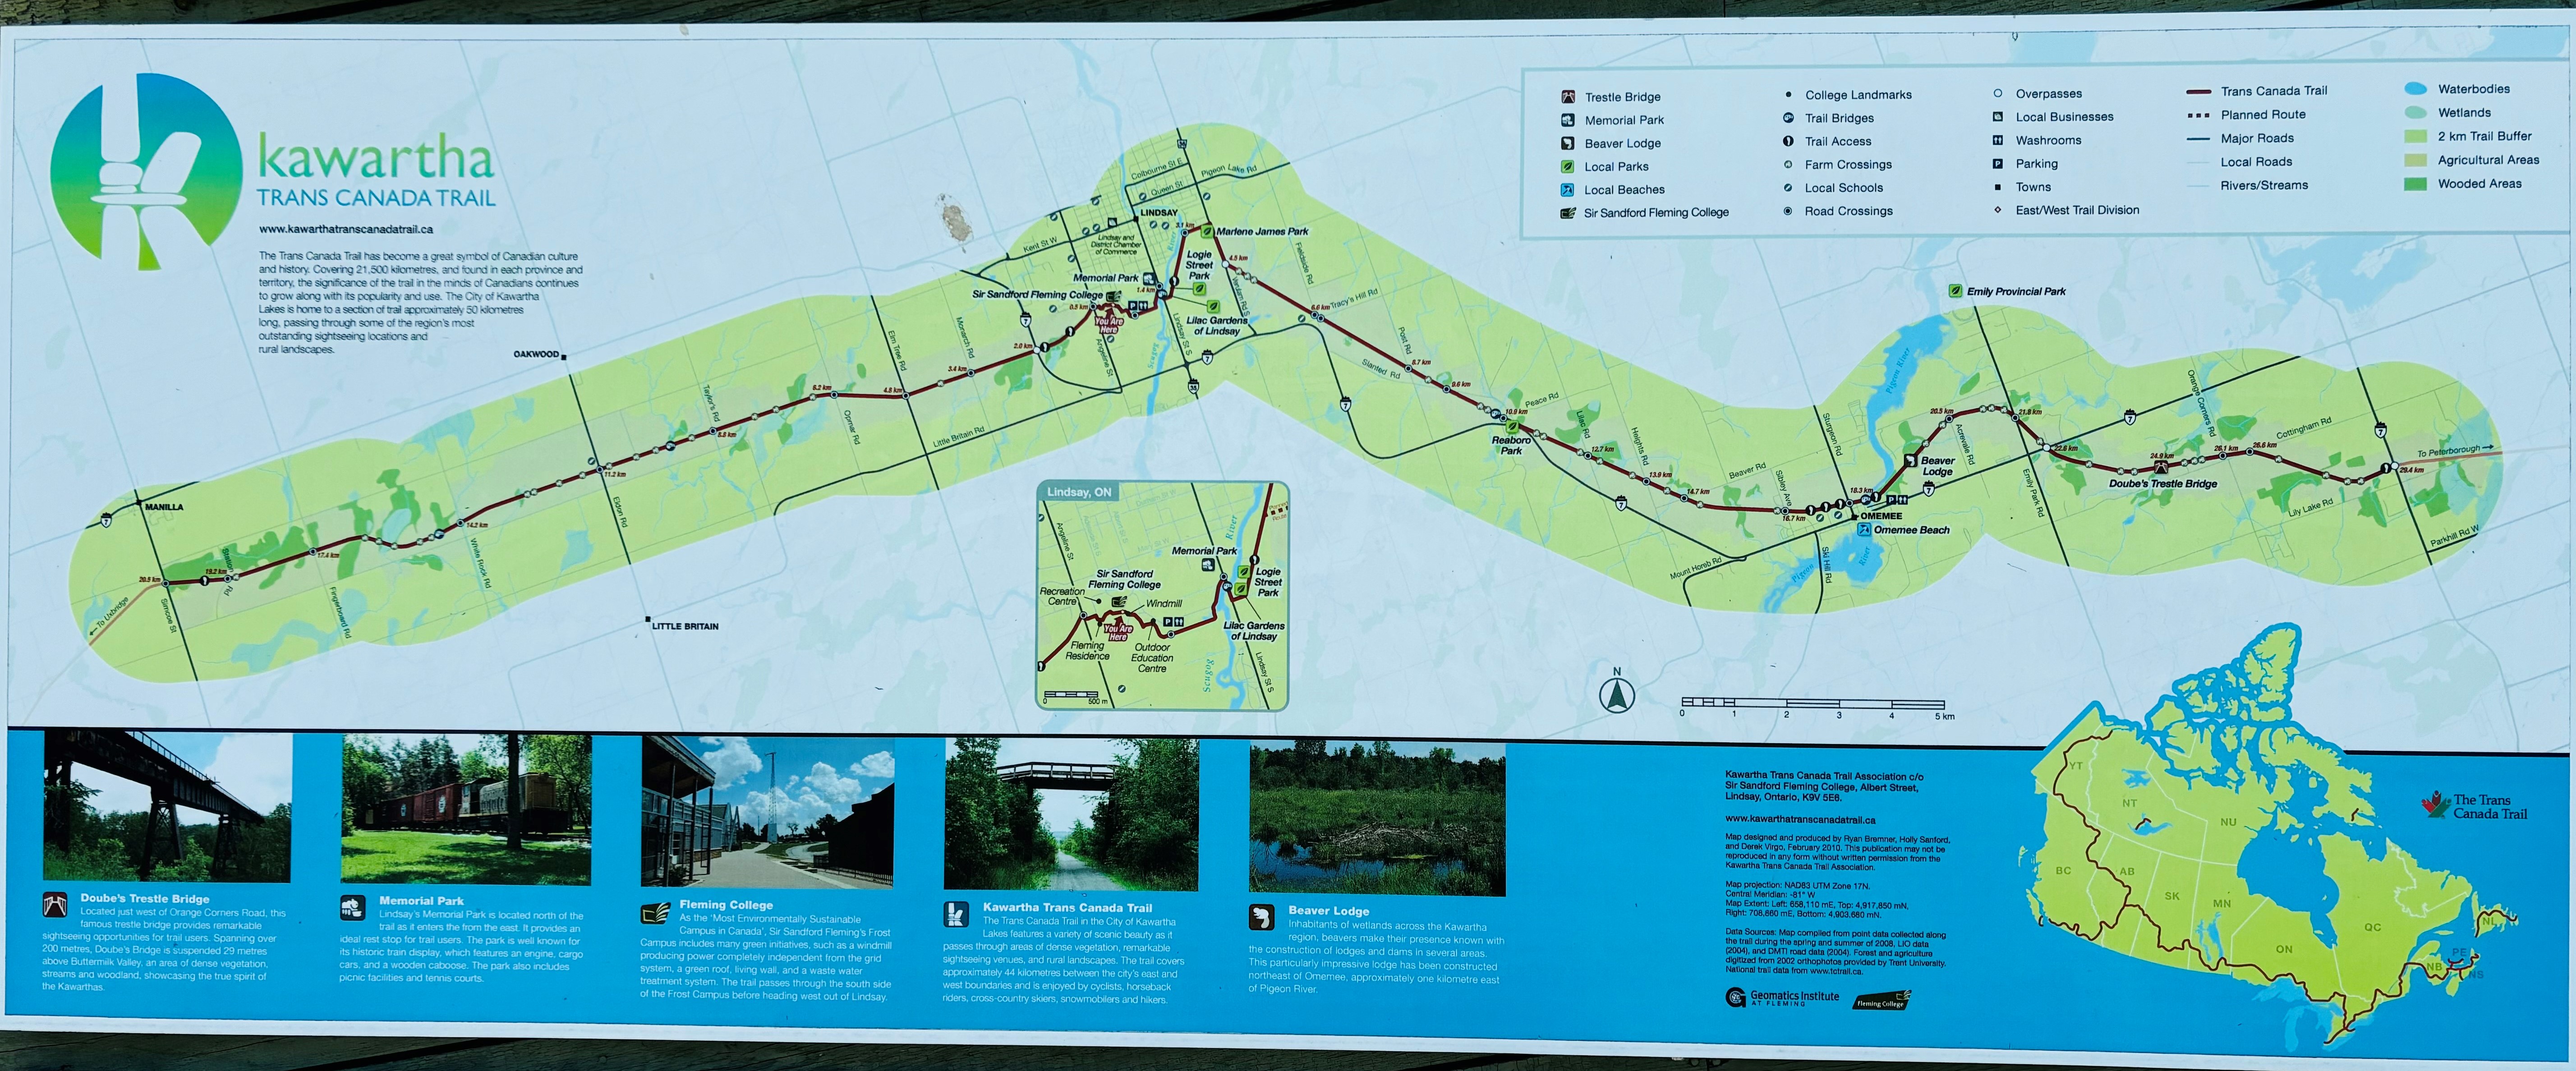 kawartha
TRANS CANADA TRAIL
www.kawarthatranscanadatrail.ca
The Trans Canada Trail has become a great symbol of Canadian culture
and history. Covering 21,500 kilometres, and found in each province and
territory, the significance of the trail in the minds of Canadians continues
to grow along with its popularity and use. The City of Kawartha
Lakes is home to a section of trail approximately 50 kilometres
long, passing through some of the region's most
outstanding sightseeing locations and
rural landscapes.
Trestle Bridge
Memorial Park
Beaver Lodge
Local Parks
Local Beaches
Sir Sandford Fleming College
College Landmarks
Trail Bridges
Trail Access
Farm Crossings
Local Schools
Road Crossings
Overpasses
Local Businesses
Washrooms
Parking
Towns
East/West Trail Division
Trans Canada Trail
Planned Route
Major Roads
Local Roads
Rivers/Streams
Waterbodies
Wetlands
2 km Trail Buffer
Agricultural Areas
Wooded Areas
To Uxbridge
20.9 km
Simcoe St
7
MANILLA
19.2 km
17.4 km
Fingerboard Rd
14.2 km
White Rock Rd
OAKWOOD
11.2 km
Eldon Rd
LITTLE BRITAIN
Taylor's Rd
8.8 km
6.2 km
Opmar Rd
4.8 km
Elm Tree Rd
Little Britain Rd
3.4 km
Monarch Rd
2.0 km
7
Angeline St
0.5 km
You Are
Here
Sir Sandford Fleming College
Memorial Park
1.4 km
Kent St W
Lindsay and
District Chamber
of Commerce
LINDSAY
Colbourne St E
Queen St
Pigeon Lake Rd
3.1 km
River
Scugog
Marlene James Park
Logie
Street
Park
Lilac Gardens
of Lindsay
Lindsay St S
7
35
4.5 km
Verulam Rd S
Fieldside Rd
6.6 km
Tracy's Hill Rd
Post Rd
8.7 km
Slanted Rd
7
9.6 km
10.9 km
Peace Rd
Reaboro
Park
Lilac Rd
12.7 km
Heights Rd
13.9 km
14.7 km
7
Beaver Rd
Mount Horeb Rd
Sibley Ave
16.7 km
Sturgeon Rd
18.3 km
OMEMEE
Omemee Beach
Ski Hill Rd
Pigeon
River
Pigeon River
Emily Provincial Park
Beaver
Lodge
7
20.5 km
Acrevale Rd
21.8 km
22.8 km
Emily Park Rd
7
24.9 km
Doube's Trestle Bridge
Orange Corners Rd
26.1 km
26.6 km
Cottingham Rd
Lily Lake Rd
7
29.4 km
To Peterborough
Parkhill Rd W
Lindsay, ON
Angeline St
River
Memorial Park
Sir Sandford
Fleming College
Recreation
Centre
Windmill
You Are
Here
Fleming
Residence
Outdoor
Education
Centre
Logie
Street
Park
Lilac Gardens
of Lindsay
Scugog
Lindsay St S
0 500 m
N
0 1 2 3 4 5 km
Doube's Trestle Bridge
Located just west of Orange Corners Road, this
famous trestle bridge provides remarkable
sightseeing opportunities for trail users. Spanning over
200 metres, Doube's Bridge is suspended 29 metres
above Buttermilk Valley, an area of dense vegetation,
streams and woodland, showcasing the true spirit of
the Kawarthas.
Memorial Park
Lindsay's Memorial Park is located north of the
trail as it enters the from the east. It provides an
ideal rest stop for trail users. The park is well known for
its historic train display, which features an engine, cargo
cars, and a wooden caboose. The park also includes
picnic facilities and tennis courts.
Fleming College
As the 'Most Environmentally Sustainable
Campus in Canada', Sir Sandford Fleming's Frost
Campus includes many green initiatives, such as a windmill
producing power completely independent from the grid
system, a green roof, living wall, and a waste water
treatment system. The trail passes through the south side
of the Frost Campus before heading west out of Lindsay.
Kawartha Trans Canada Trail
The Trans Canada Trail in the City of Kawartha
Lakes features a variety of scenic beauty as it
passes through areas of dense vegetation, remarkable
sightseeing venues, and rural landscapes. The trail covers
approximately 44 kilometres between the city's east and
west boundaries and is enjoyed by cyclists, horseback
riders, cross-country skiers, snowmobilers and hikers.
Beaver Lodge
Inhabitants of wetlands across the Kawartha
region, beavers make their presence known with
the construction of lodges and dams in several areas.
This particularly impressive lodge has been constructed
northeast of Omemee, approximately one kilometre east
of Pigeon River.
Kawartha Trans Canada Trail Association c/o
Sir Sandford Fleming College, Albert Street,
Lindsay, Ontario, K9V 5E6.
www.kawarthatranscanadatrail.ca
Map designed and produced by Ryan Bremner, Holly Sanford,
and Derek Virgo, February 2010. This publication may not be
reproduced in any form without written permission from the
Kawartha Trans Canada Trail Association.
Map projection: NAD83 UTM Zone 17N.
Central Meridian: -81° W
Map Extent: Left: 658,110 mE, Top: 4,917,850 mN,
Right: 708,660 mE, Bottom: 4,903,680 mN.
Data Sources: Map compiled from point data collected along
the trail during the spring and summer of 2008, LIO data
(2004), and DMTI road data (2004). Forest and agriculture
digitized from 2002 orthophotos provided by Trent University.
National trail data from www.tctrail.ca.
Geomatics Institute
AT FLEMING
Fleming College
The Trans
Canada Trail
YT
NT
NU
BC
AB
SK
MN
ON
QC
NL
PE
NB
NS